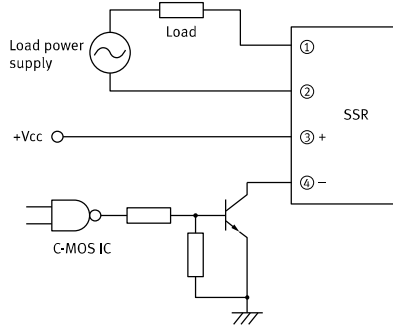 Load
Load power
supply
①
②
SSR
+Vcc
③ +
④ −
C-MOS IC